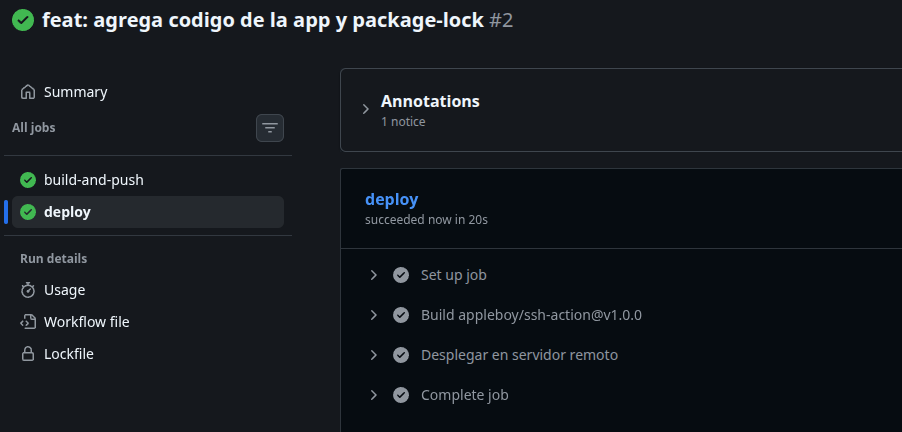 feat: agrega codigo de la app y package-lock #2
Summary
All jobs
build-and-push
deploy
Run details
Usage
Workflow file
Lockfile
Annotations
1 notice
deploy
succeeded now in 20s
Set up job
Build appleboy/ssh-action@v1.0.0
Desplegar en servidor remoto
Complete job